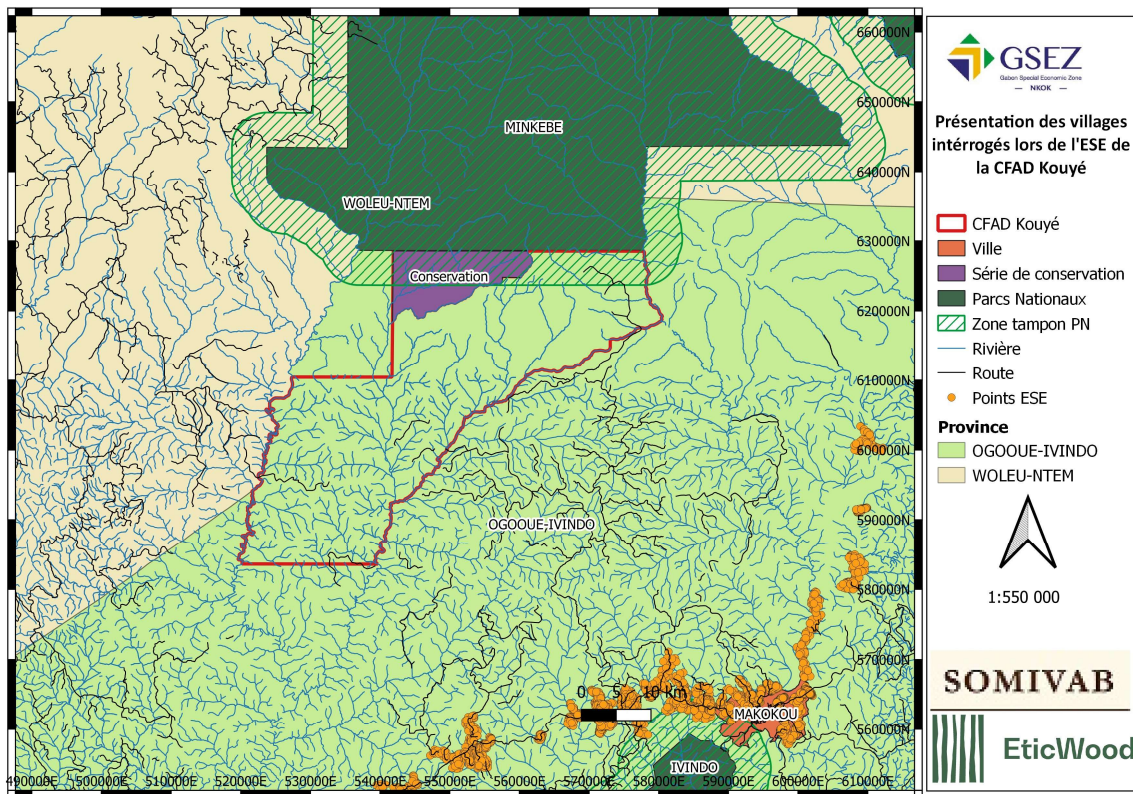 660000N
650000N
640000N
630000N
620000N
610000N
600000N
590000N
580000N
570000N
560000N
MINKEBE
WOLEU-NTEM
Conservation
OGOOUE-IVINDO
0 5 10 Km
MAKOKOU
IVINDO
490000E 500000E 510000E 520000E 530000E 540000E 550000E 560000E 570000E 580000E 590000E 600000E 610000E
GSEZ
Gabon Special Economic Zone
— NKOK —
Présentation des villages
intérrogés lors de l'ESE de
la CFAD Kouyé
CFAD Kouyé
Ville
Série de conservation
Parcs Nationaux
Zone tampon PN
Rivière
Route
Points ESE
Province
OGOOUE-IVINDO
WOLEU-NTEM
1:550 000
SOMIVAB
EticWood